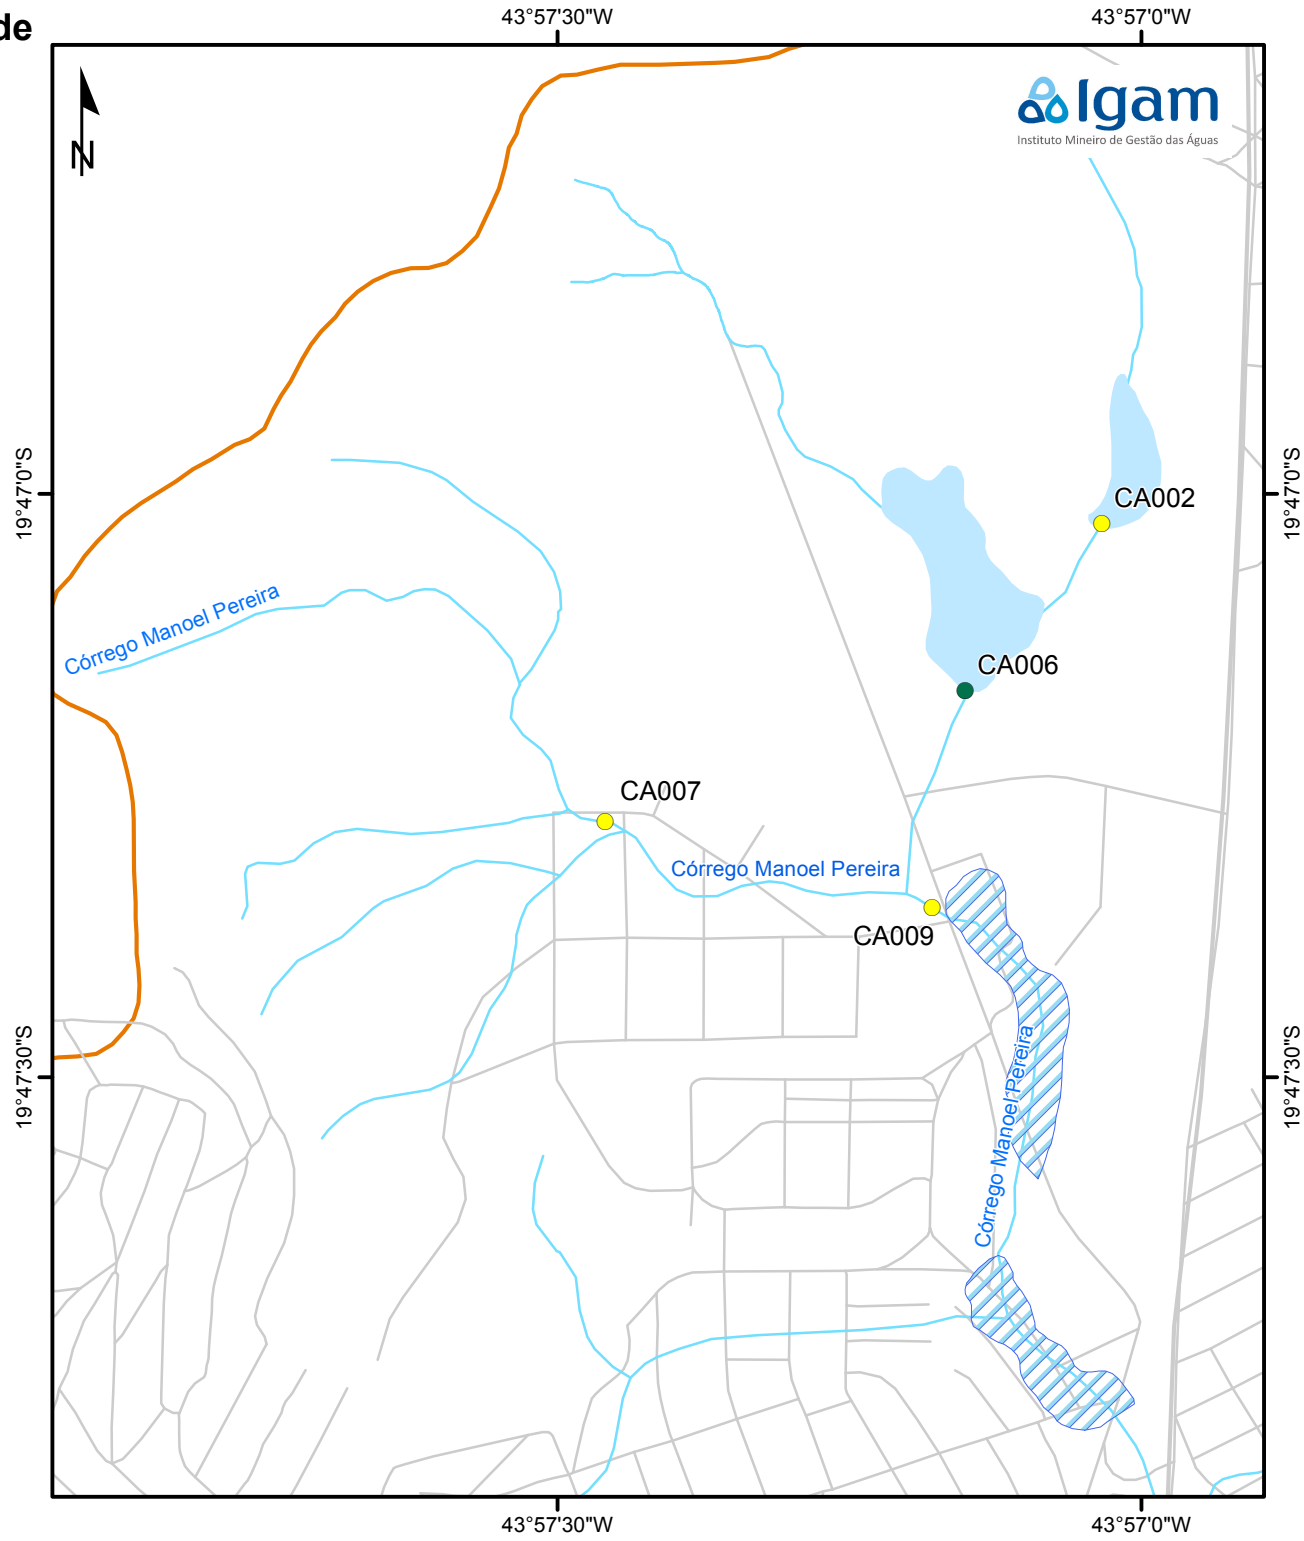 de
43°57'30"W
43°57'0"W
N
Igam
Instituto Mineiro de Gestão das Águas
19°47'0"S
19°47'0"S
CA002
Córrego Manoel Pereira
CA006
CA007
Córrego Manoel Pereira
CA009
19°47'30"S
19°47'30"S
Córrego Manoel Pereira
43°57'30"W
43°57'0"W